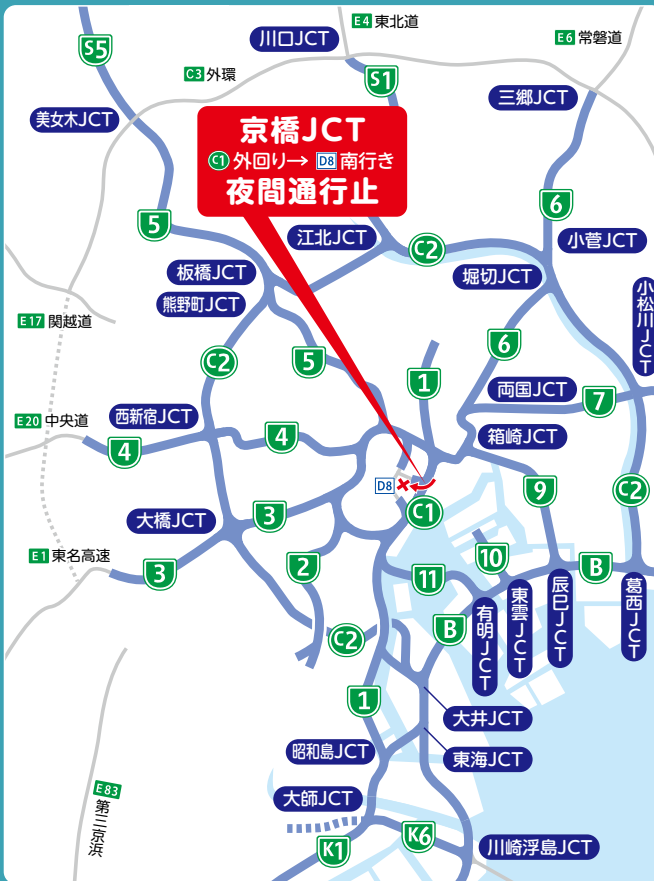 E4 東北道
川口JCT
E6 常磐道
S5
C3 外環
S1
三郷JCT
美女木JCT
京橋JCT
C1 外回り→ D8 南行き
夜間通行止
6
5
江北JCT
C2
小菅JCT
板橋JCT
堀切JCT
小松川JCT
熊野町JCT
E17 関越道
C2
5
6
1
両国JCT
7
E20 中央道
西新宿JCT
4
4
箱崎JCT
D8
9
C2
C1
大橋JCT
3
E1 東名高速
3
2
11
10
B
有明JCT
東雲JCT
辰巳JCT
葛西JCT
C2
B
1
大井JCT
昭和島JCT
東海JCT
E83 第三京浜
大師JCT
K1
K6
川崎浮島JCT